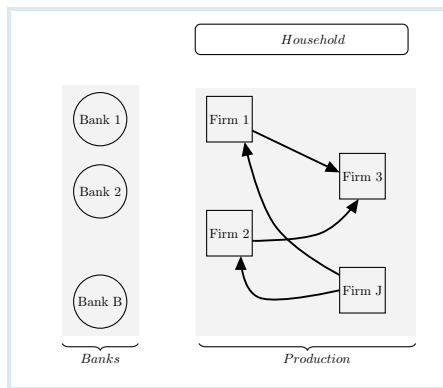 Household
Bank 1
Firm 1
Firm 3
Bank 2
Firm 2
Bank B
Firm J
Banks
Production